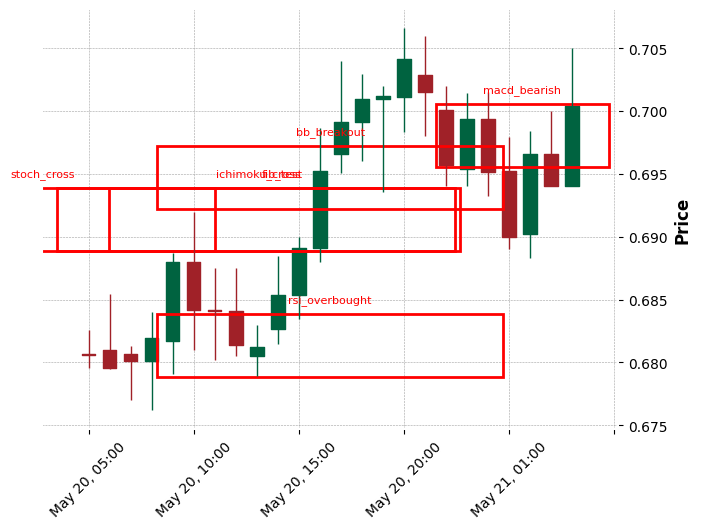 macd_bearish
bb_breakout
stoch_cross
ichimoku_cross
fib_test
rsi_overbought
0.705
0.700
0.695
0.690
0.685
0.680
0.675
Price
May 20, 05:00
May 20, 10:00
May 20, 15:00
May 20, 20:00
May 21, 01:00